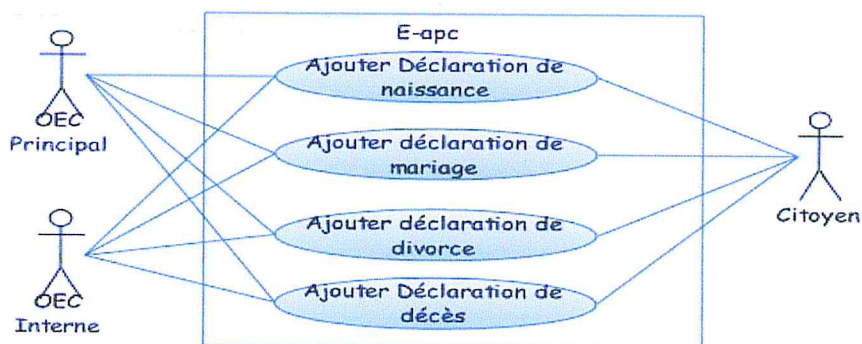 E-apc
Ajouter Déclaration de
naissance
OEC
Principal
Ajouter déclaration de
mariage
Citoyen
Ajouter déclaration de
divorce
OEC
Interne
Ajouter Déclaration de
décès